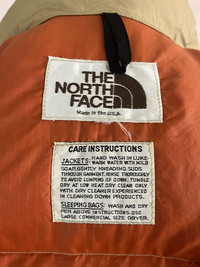 THE
NORTH
FACE
Made in the U.S.A.
CARE INSTRUCTIONS
JACKETS: HAND WASH IN LUKE-
WARM WATER WITH MILD
SOAP, GENTLY KNEADING SUDS
THROUGH GARMENT, RINSE THOROUGHLY
TO AVOID LUMPING OF DOWN. TUMBLE
DRY AT LOW HEAT. DRY CLEAN ONLY
WITH DRY CLEANER EXPERIENCED
IN CLEANING DOWN PRODUCTS.
SLEEPING BAGS: WASH AND DRY
PER ABOVE INSTRUCTIONS. USE
LARGE COMMERCIAL SIZE DRYER.